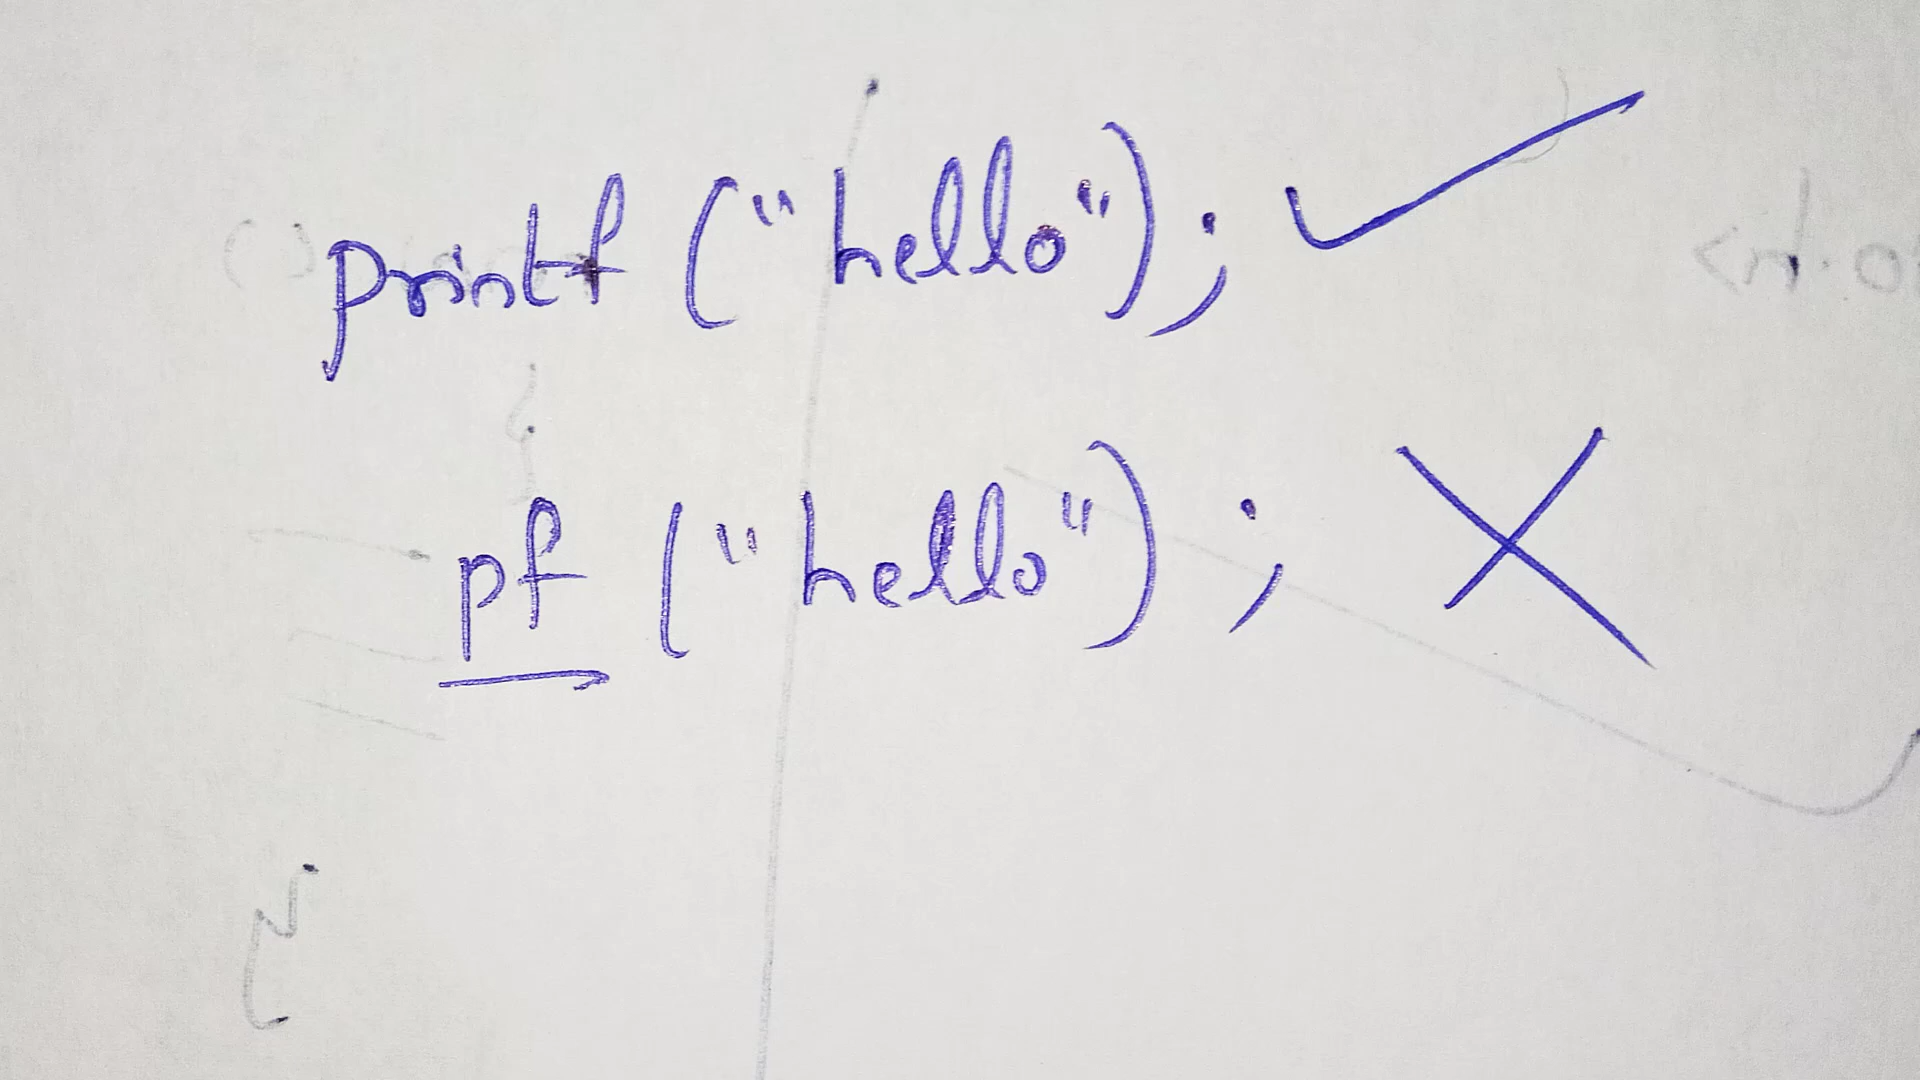 printf ("hello"); ✓
pf ("hello"); X